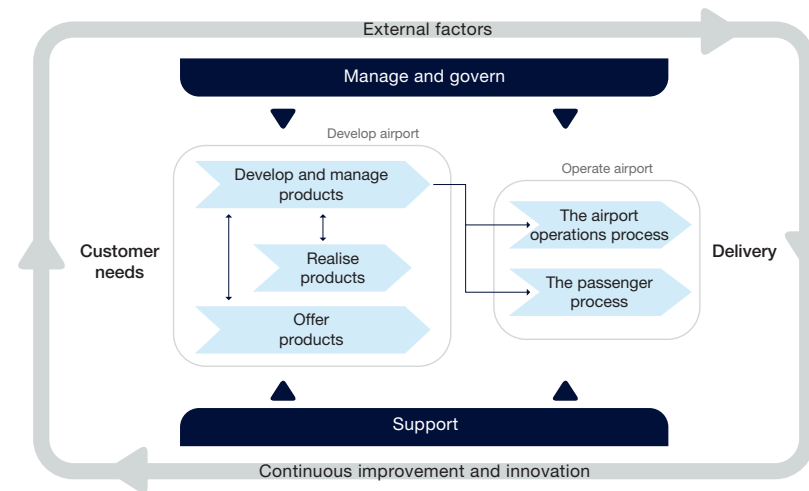 External factors
Manage and govern
Develop airport
Develop and manage
products
Operate airport
The airport
operations process
Customer
needs
Realise
products
Delivery
The passenger
process
Offer
products
Support
Continuous improvement and innovation